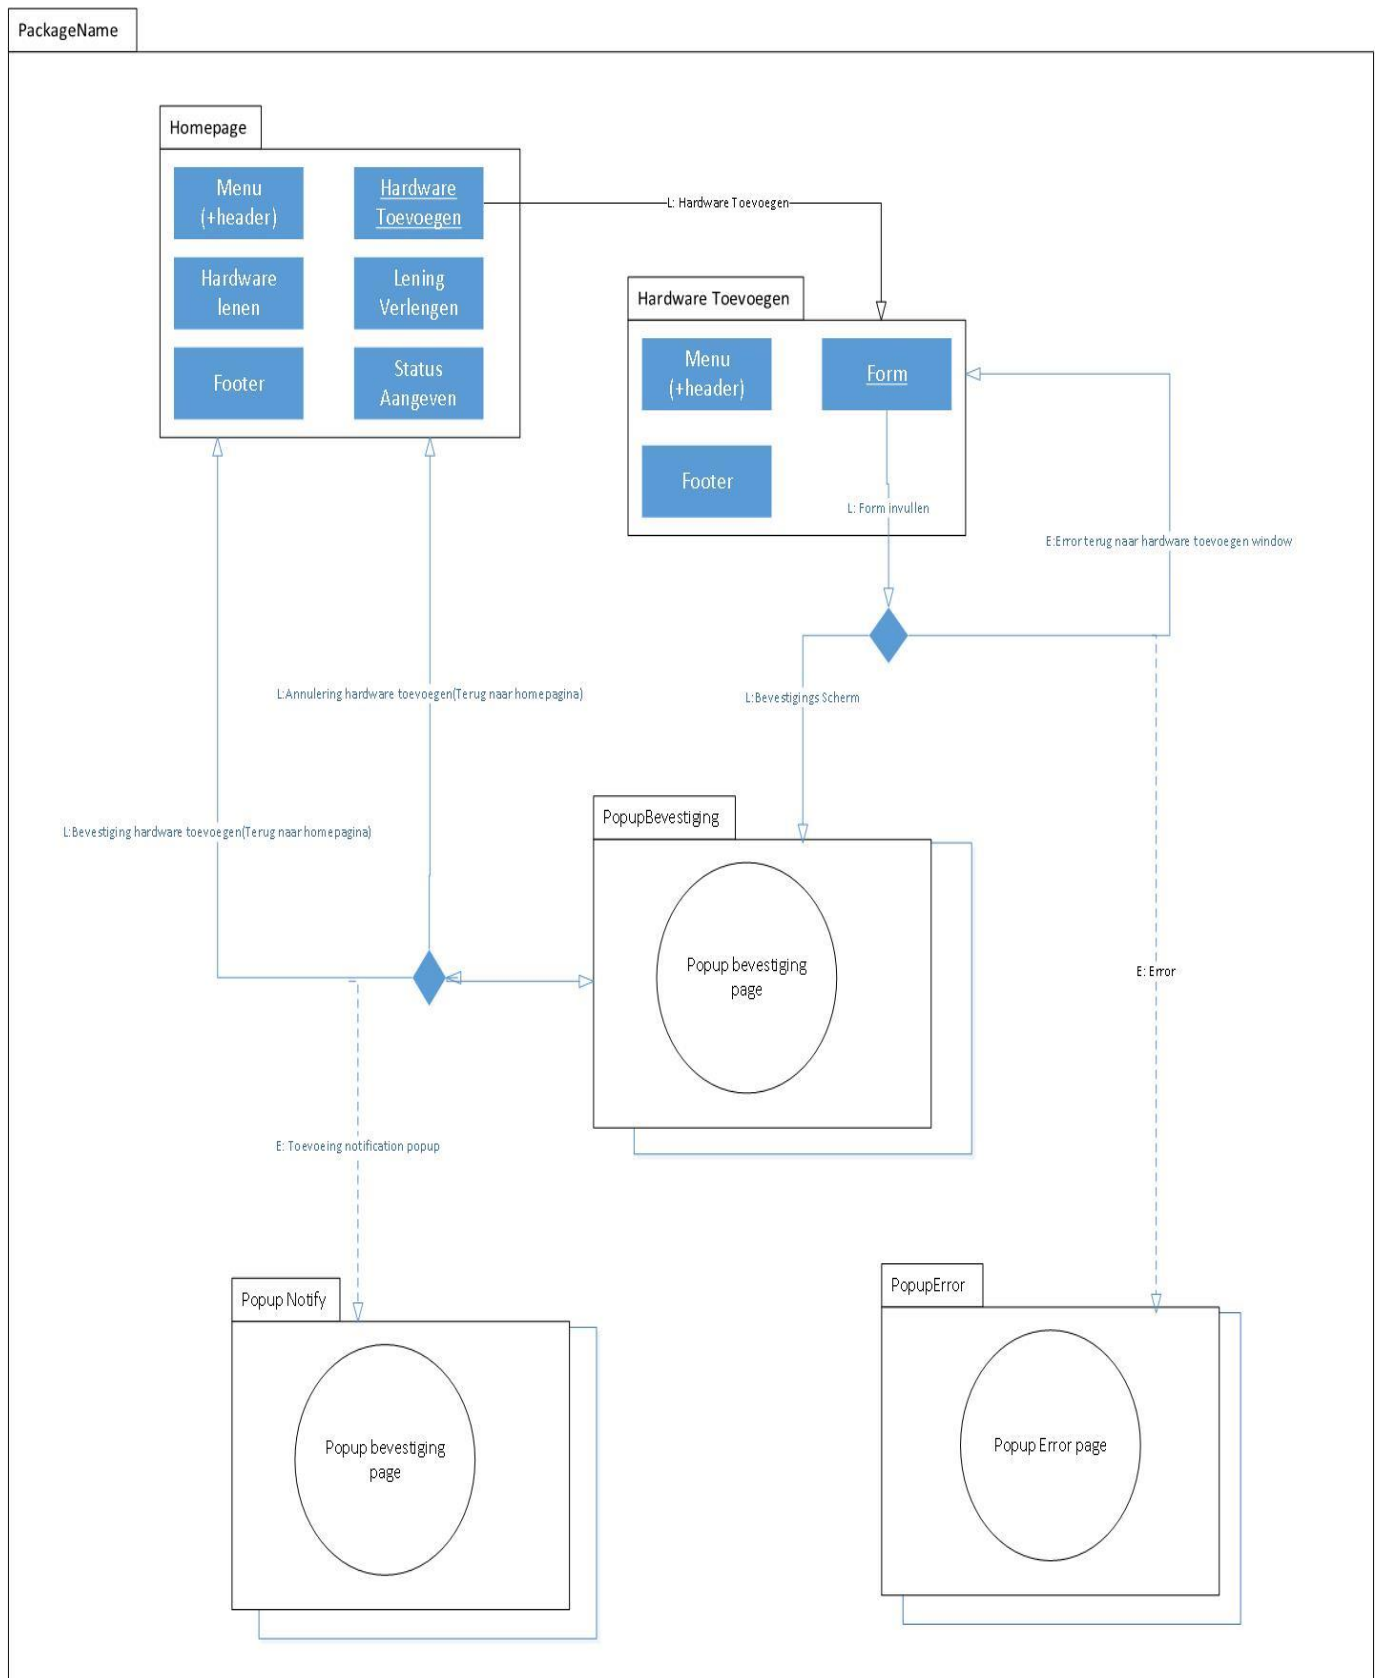 PackageName
Homepage
Menu
(+header)
Hardware
Toevoegen
L: Hardware Toevoegen
Hardware
lenen
Lening
Verlengen
Footer
Status
Aangeven
Hardware Toevoegen
Menu
(+header)
Form
Footer
L: Form invullen
E:Error terug naar hardware toevoegen window
L:Annulering hardware toevoegen(Terug naar homepagina)
L:Bevestigings Scherm
L:Bevestiging hardware toevoegen(Terug naar homepagina)
PopupBevestiging
Popup bevestiging
page
E: Error
E: Toevoeing notification popup
Popup Notify
Popup bevestiging
page
PopupError
Popup Error page